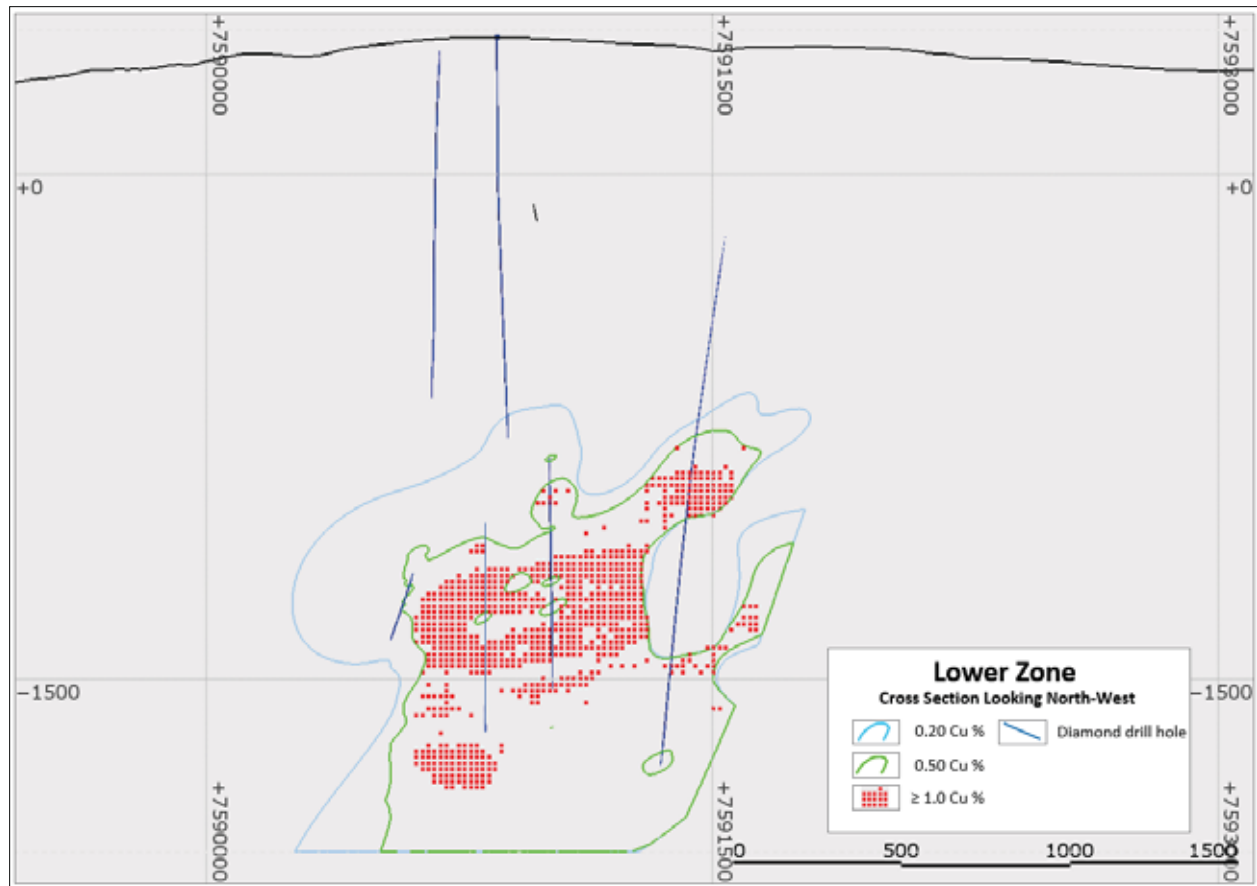 +7590000
+7591500
+7593000
+0
+0
−1500
−1500
Lower Zone
Cross Section Looking North-West
0.20 Cu %
Diamond drill hole
0.50 Cu %
≥ 1.0 Cu %
+7590000
+7591500
+7593000
0
500
1000
1500